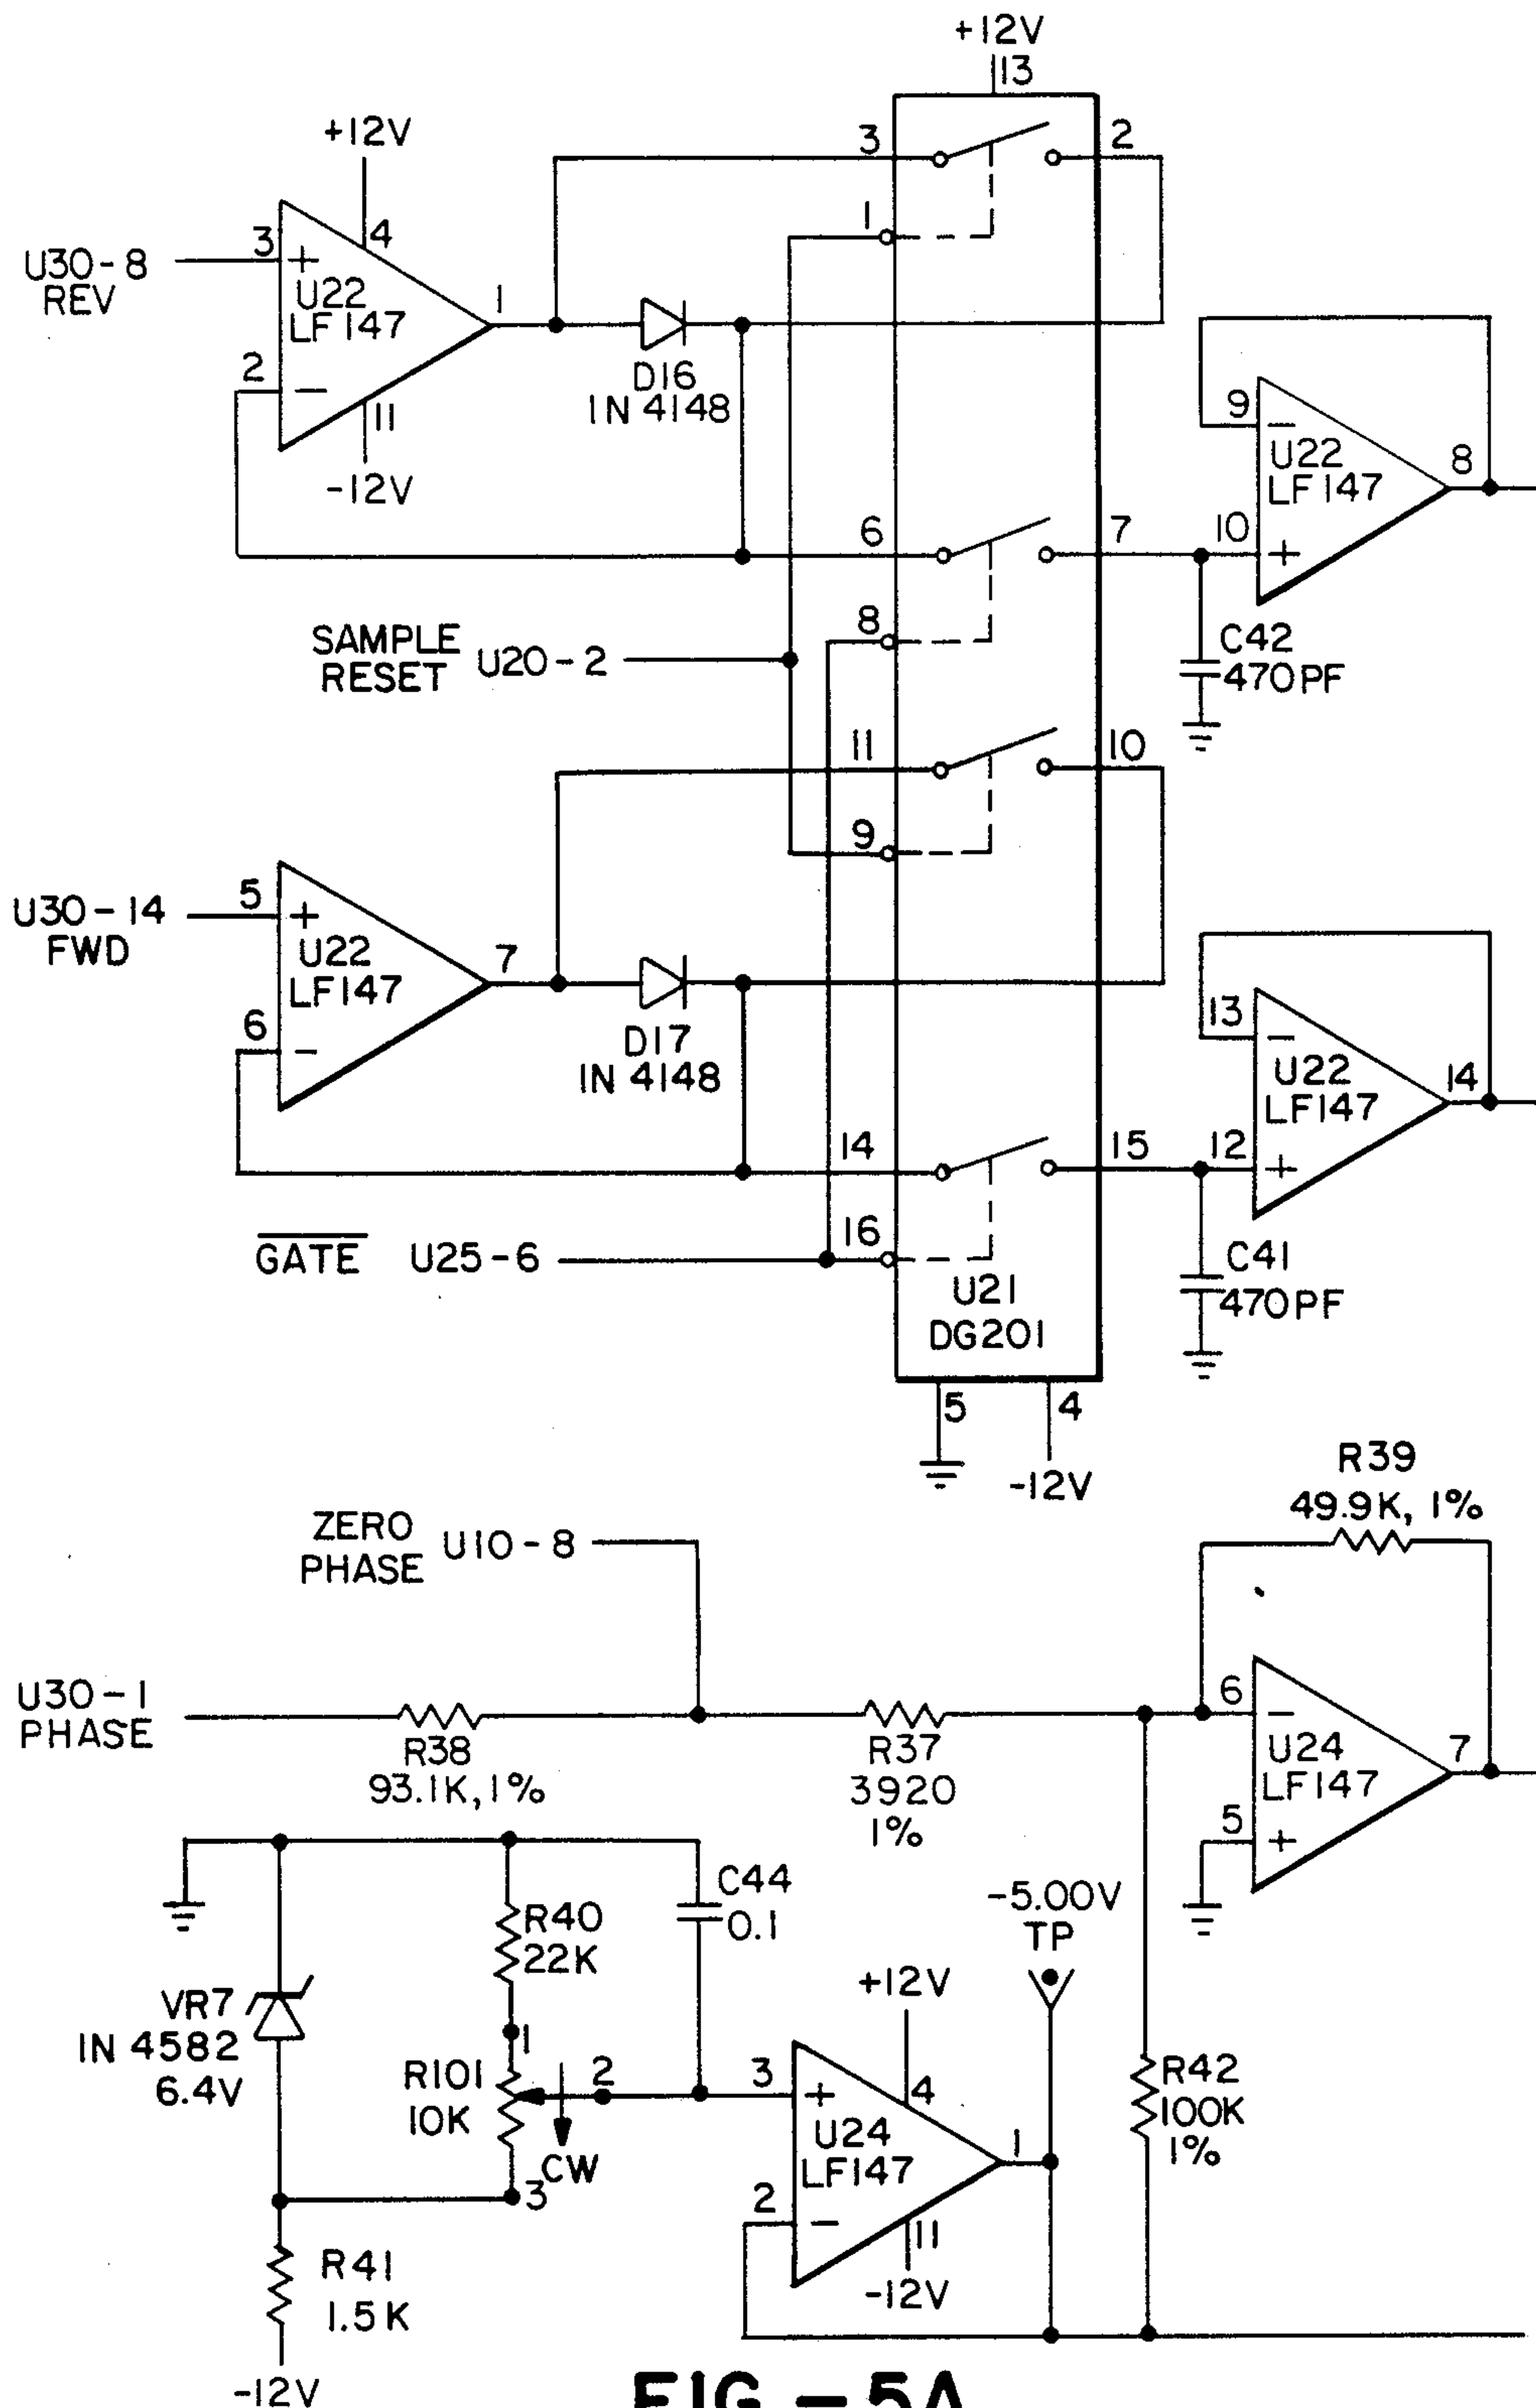 +12V
13
3
2
+12V
1
4
3
+
U30-8
REV
U22
LF147
1
2
-
D16
IN 4148
11
-12V
9
-
U22
LF147
8
10
+
6
7
8
SAMPLE
RESET
U20-2
C42
470PF
11
10
9
U30-14
FWD
5
+
U22
LF147
7
6
-
D17
IN 4148
13
-
U22
LF147
14
12
+
14
15
16
GATE
U25-6
U21
DG201
C41
470PF
5
4
-12V
R39
49.9K, 1%
ZERO
PHASE
U10-8
U30-1
PHASE
R38
93.1K, 1%
R37
3920
1%
6
-
U24
LF147
7
5
+
C44
0.1
-5.00V
TP
R40
22K
+12V
VR7
IN 4582
6.4V
1
R101
10K
2
CW
3
3
+
4
U24
LF147
1
2
-
11
-12V
R42
100K
1%
R41
1.5K
-12V
FIG.-5A